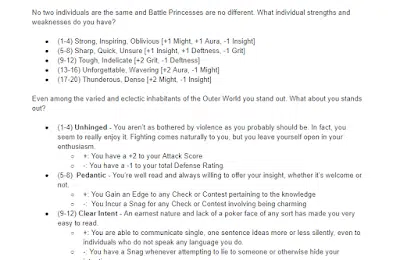 No two individuals are the same and Battle Princesses are no different. What individual strengths and
weaknesses do you have?
• (1-4) Strong, Inspiring, Oblivious [+1 Might, +1 Aura, -1 Insight]
• (5-8) Sharp, Quick, Unsure [+1 Insight, +1 Deftness, -1 Grit]
• (9-12) Tough, Indelicate [+2 Grit, -1 Deftness]
• (13-16) Unforgettable, Wavering [+2 Aura, -1 Might]
• (17-20) Thunderous, Dense [+2 Might, -1 Insight]
Even among the varied and eclectic inhabitants of the Outer World you stand out. What about you stands
out?
• (1-4) Unhinged - You aren't as bothered by violence as you probably should be. In fact, you
seem to really enjoy it. Fighting comes naturally to you, but you leave yourself open in your
enthusiasm.
○ +: You have a +2 to your Attack Score
○ -: You have a -1 to your total Defense Rating
• (5-8) Pedantic - You're well read and always willing to offer your insight, whether it's welcome or
not.
○ +: You Gain an Edge to any Check or Contest pertaining to the knowledge
○ -: You Incur a Snag for any Check or Contest involving being charming
• (9-12) Clear Intent - An earnest nature and lack of a poker face of any sort has made you very
easy to read.
○ +: You are able to communicate single, one sentence ideas more or less silently, even to
individuals who do not speak any language you do.
○ -: You have a Snag whenever attempting to lie to someone or otherwise hide your